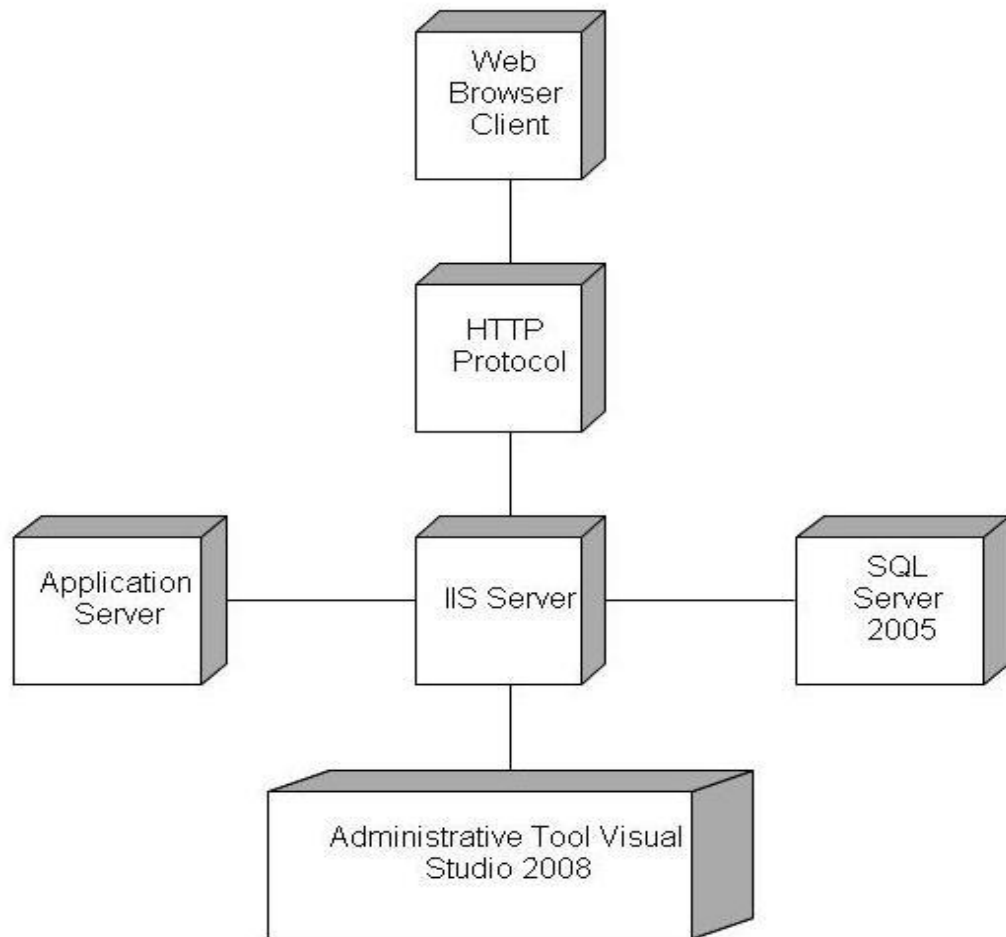 Web
Browser
Client
HTTP
Protocol
Application
Server
IIS Server
SQL
Server
2005
Administrative Tool Visual
Studio 2008